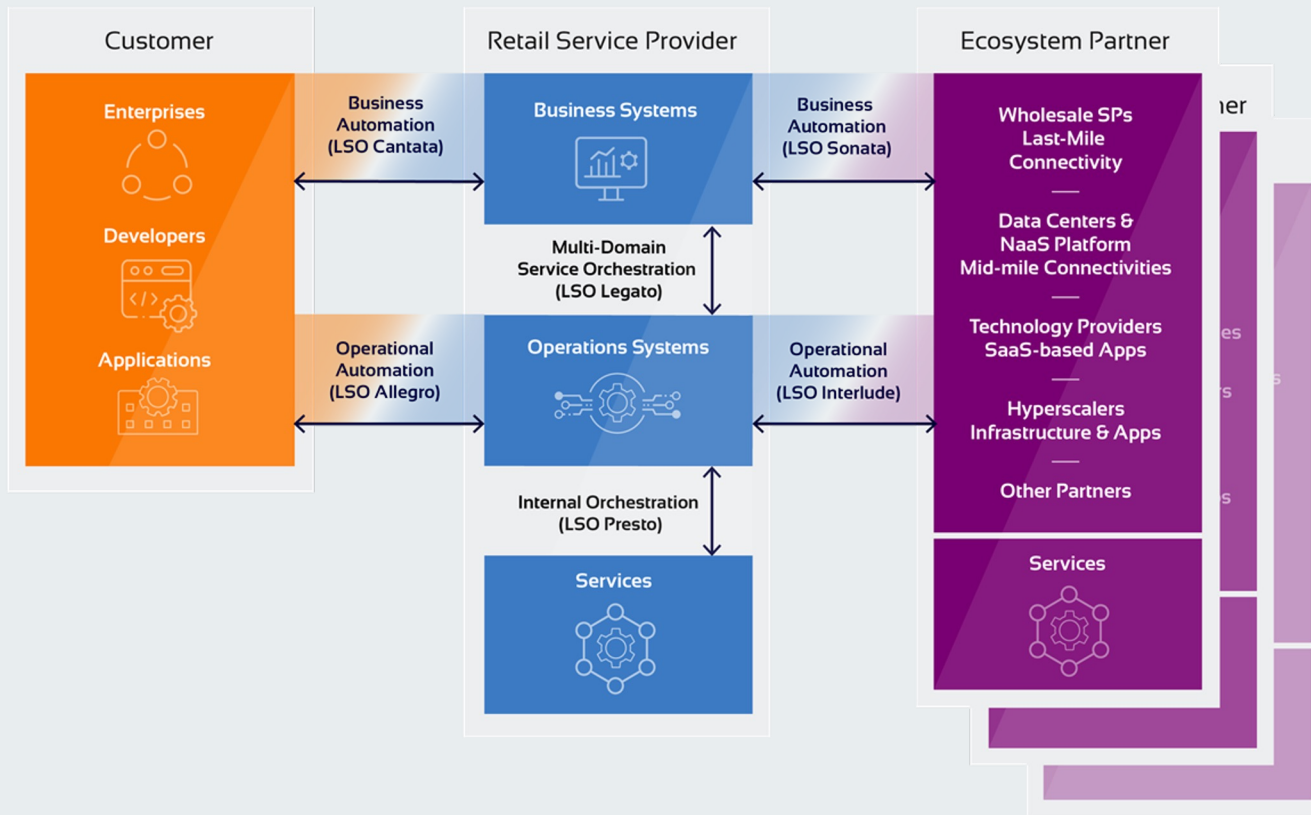 Customer
Retail Service Provider
Ecosystem Partner
Enterprises
Developers
</>
Applications
Business
Automation
(LSO Cantata)
Operational
Automation
(LSO Allegro)
Business Systems
Multi-Domain
Service Orchestration
(LSO Legato)
Operations Systems
Internal Orchestration
(LSO Presto)
Services
Business
Automation
(LSO Sonata)
Operational
Automation
(LSO Interlude)
Wholesale SPs
Last-Mile
Connectivity
Data Centers &
NaaS Platform
Mid-mile Connectivities
Technology Providers
SaaS-based Apps
Hyperscalers
Infrastructure & Apps
Other Partners
Services